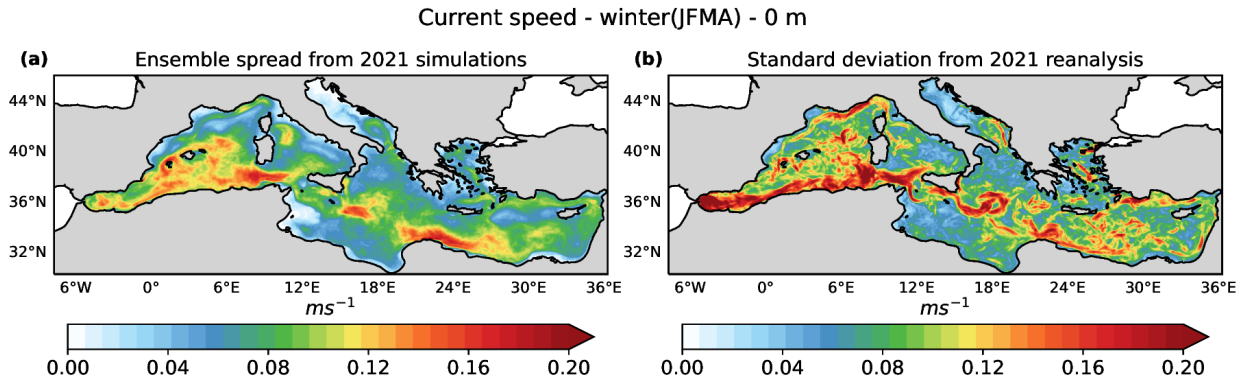 Current speed - winter(JFMA) - 0 m
(a) Ensemble spread from 2021 simulations
44°N
40°N
36°N
32°N
6°W 0° 6°E 12°E 18°E 24°E 30°E 36°E
ms⁻¹
0.00 0.04 0.08 0.12 0.16 0.20
(b) Standard deviation from 2021 reanalysis
44°N
40°N
36°N
32°N
6°W 0° 6°E 12°E 18°E 24°E 30°E 36°E
ms⁻¹
0.00 0.04 0.08 0.12 0.16 0.20